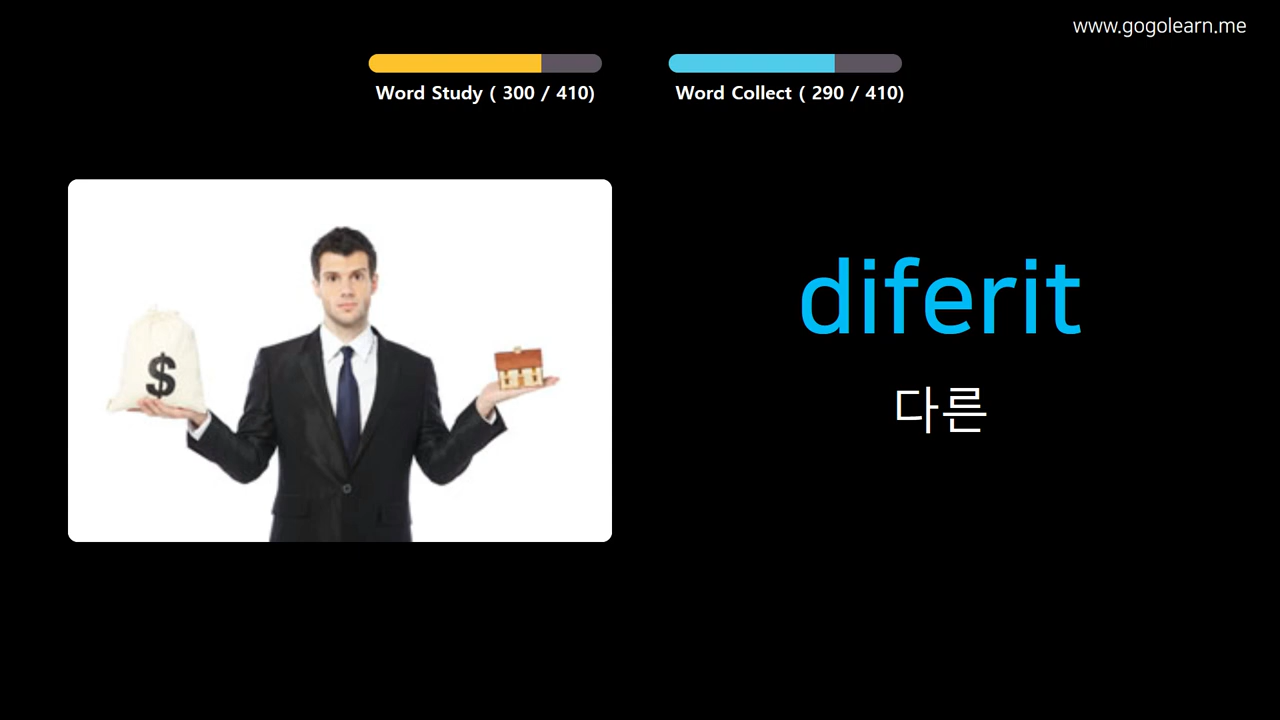 www.gogolearn.me
Word Study ( 300 / 410)
Word Collect ( 290 / 410)
$
diferit
다른